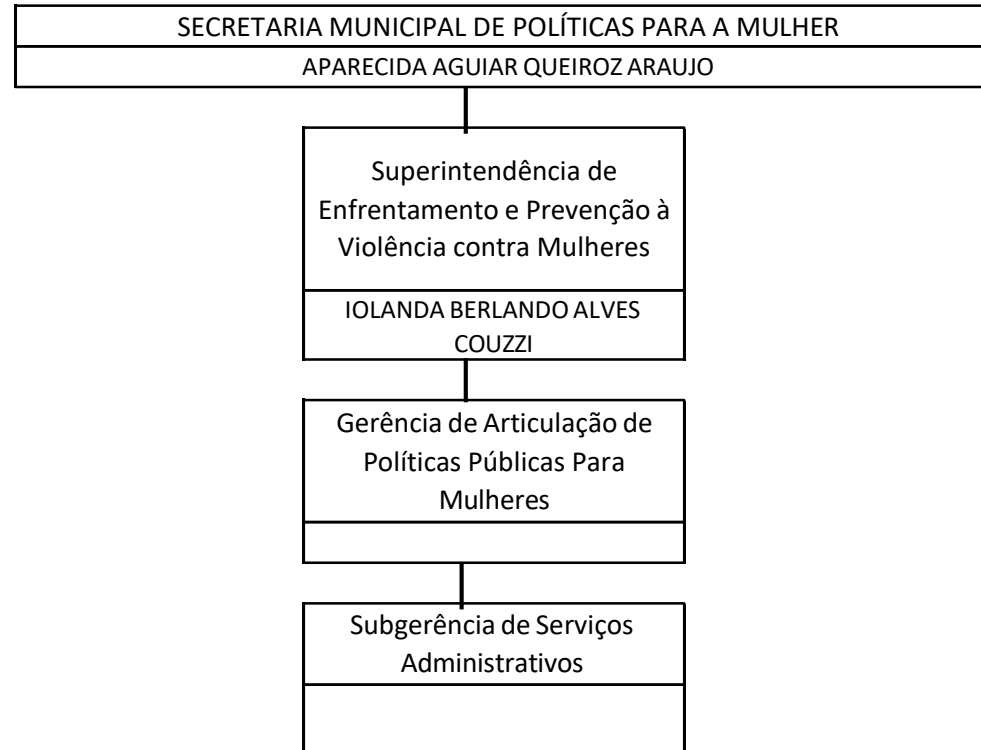 SECRETARIA MUNICIPAL DE POLÍTICAS PARA A MULHER
APARECIDA AGUIAR QUEIROZ ARAUJO
Superintendência de
Enfrentamento e Prevenção à
Violência contra Mulheres
IOLANDA BERLANDO ALVES
COUZZI
Gerência de Articulação de
Políticas Públicas Para
Mulheres
Subgerência de Serviços
Administrativos